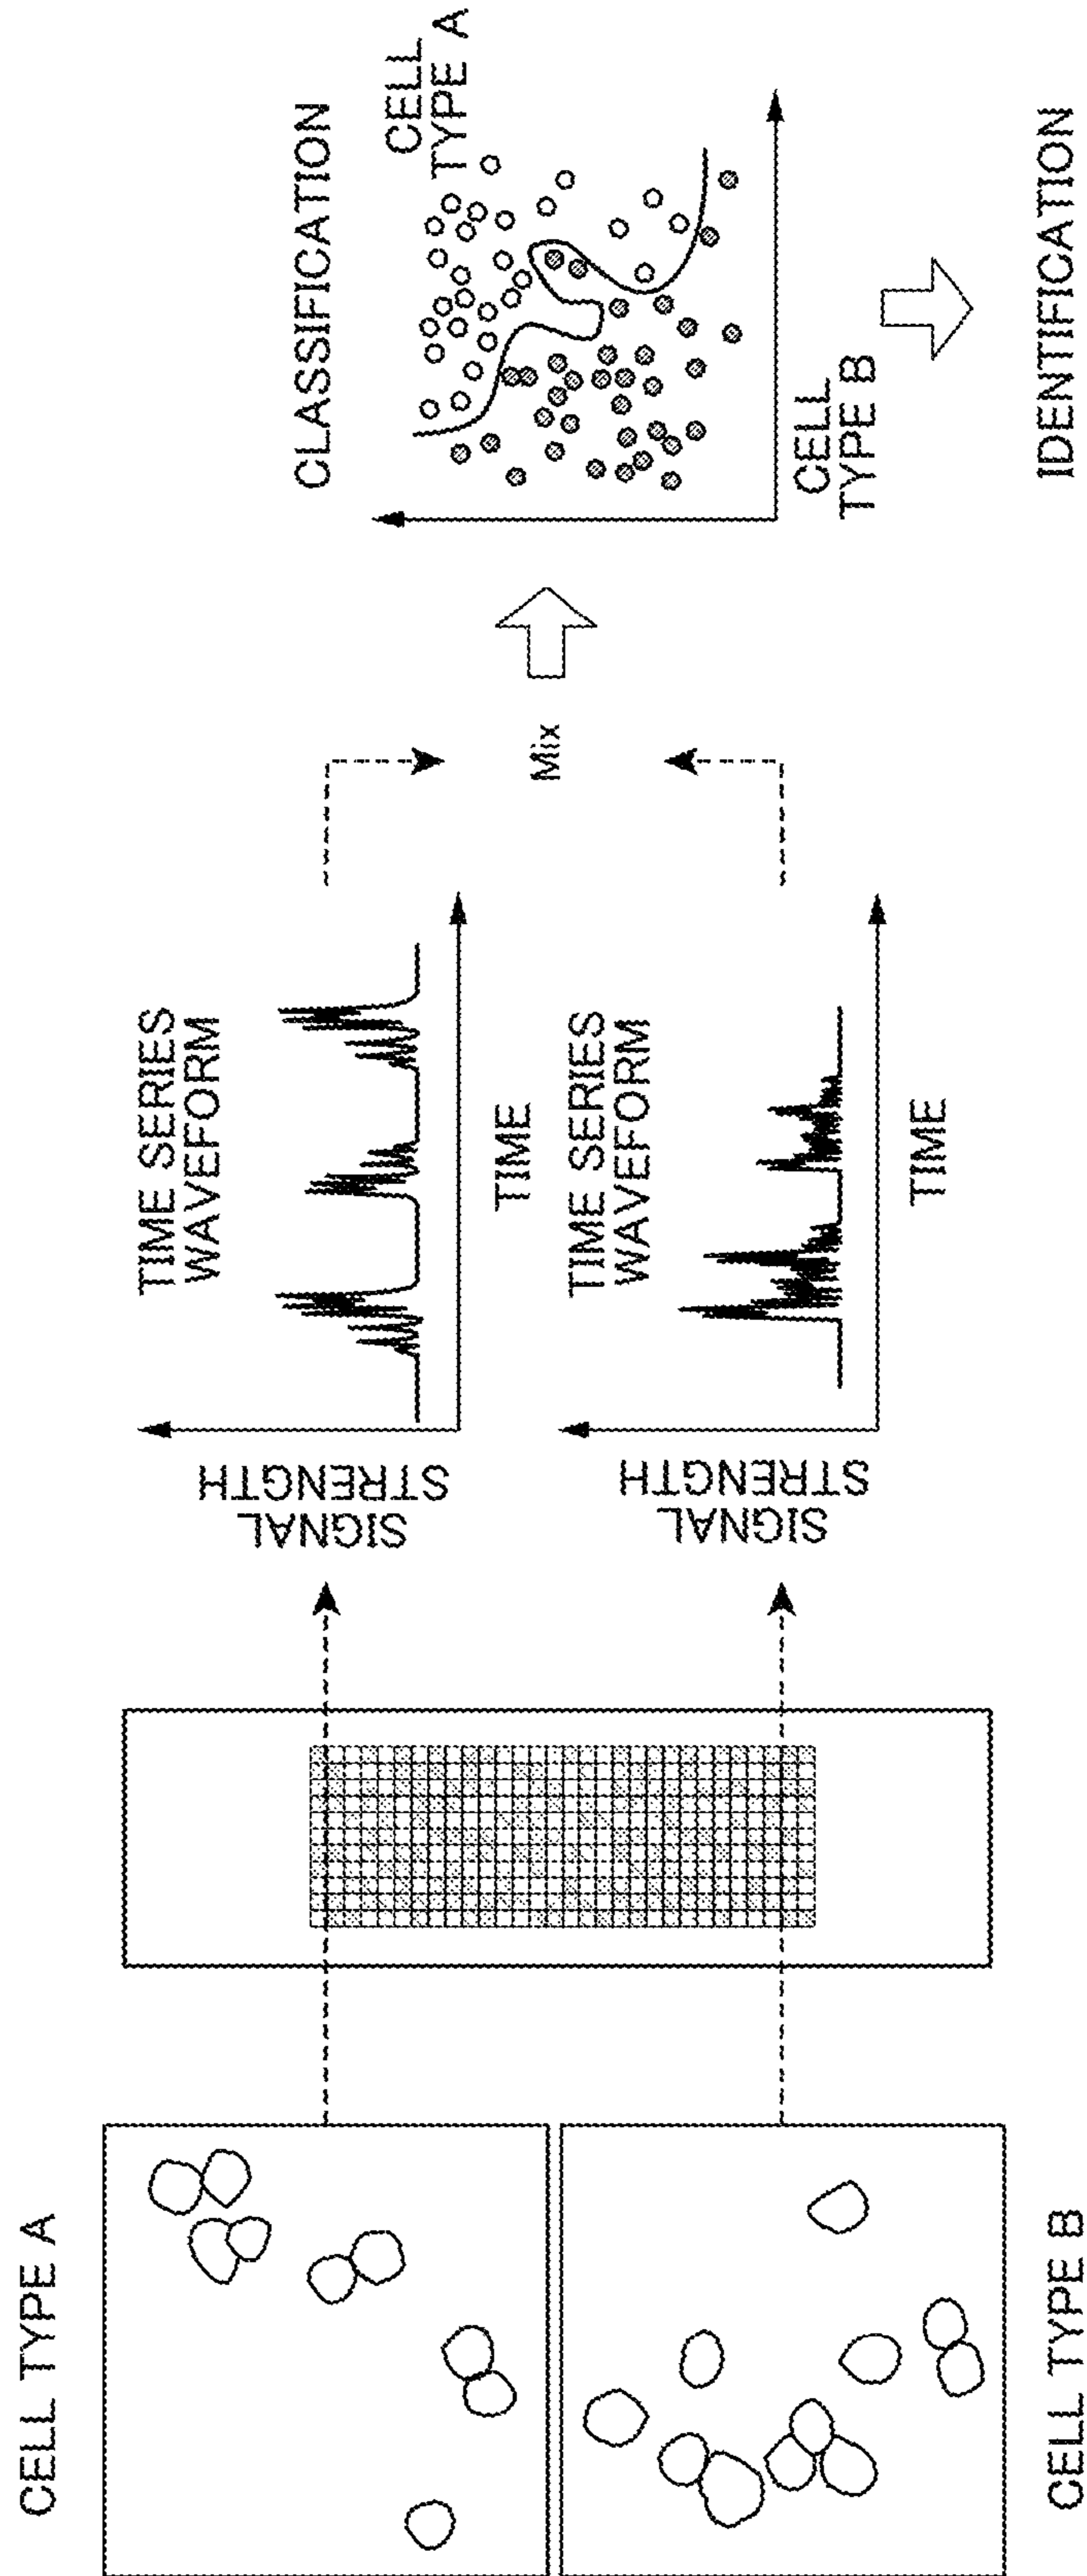 CELL TYPE A
CELL TYPE B
SIGNAL
STRENGTH
TIME SERIES
WAVEFORM
TIME
SIGNAL
STRENGTH
TIME SERIES
WAVEFORM
TIME
Mix
CLASSIFICATION
CELL
TYPE A
CELL
TYPE B
IDENTIFICATION